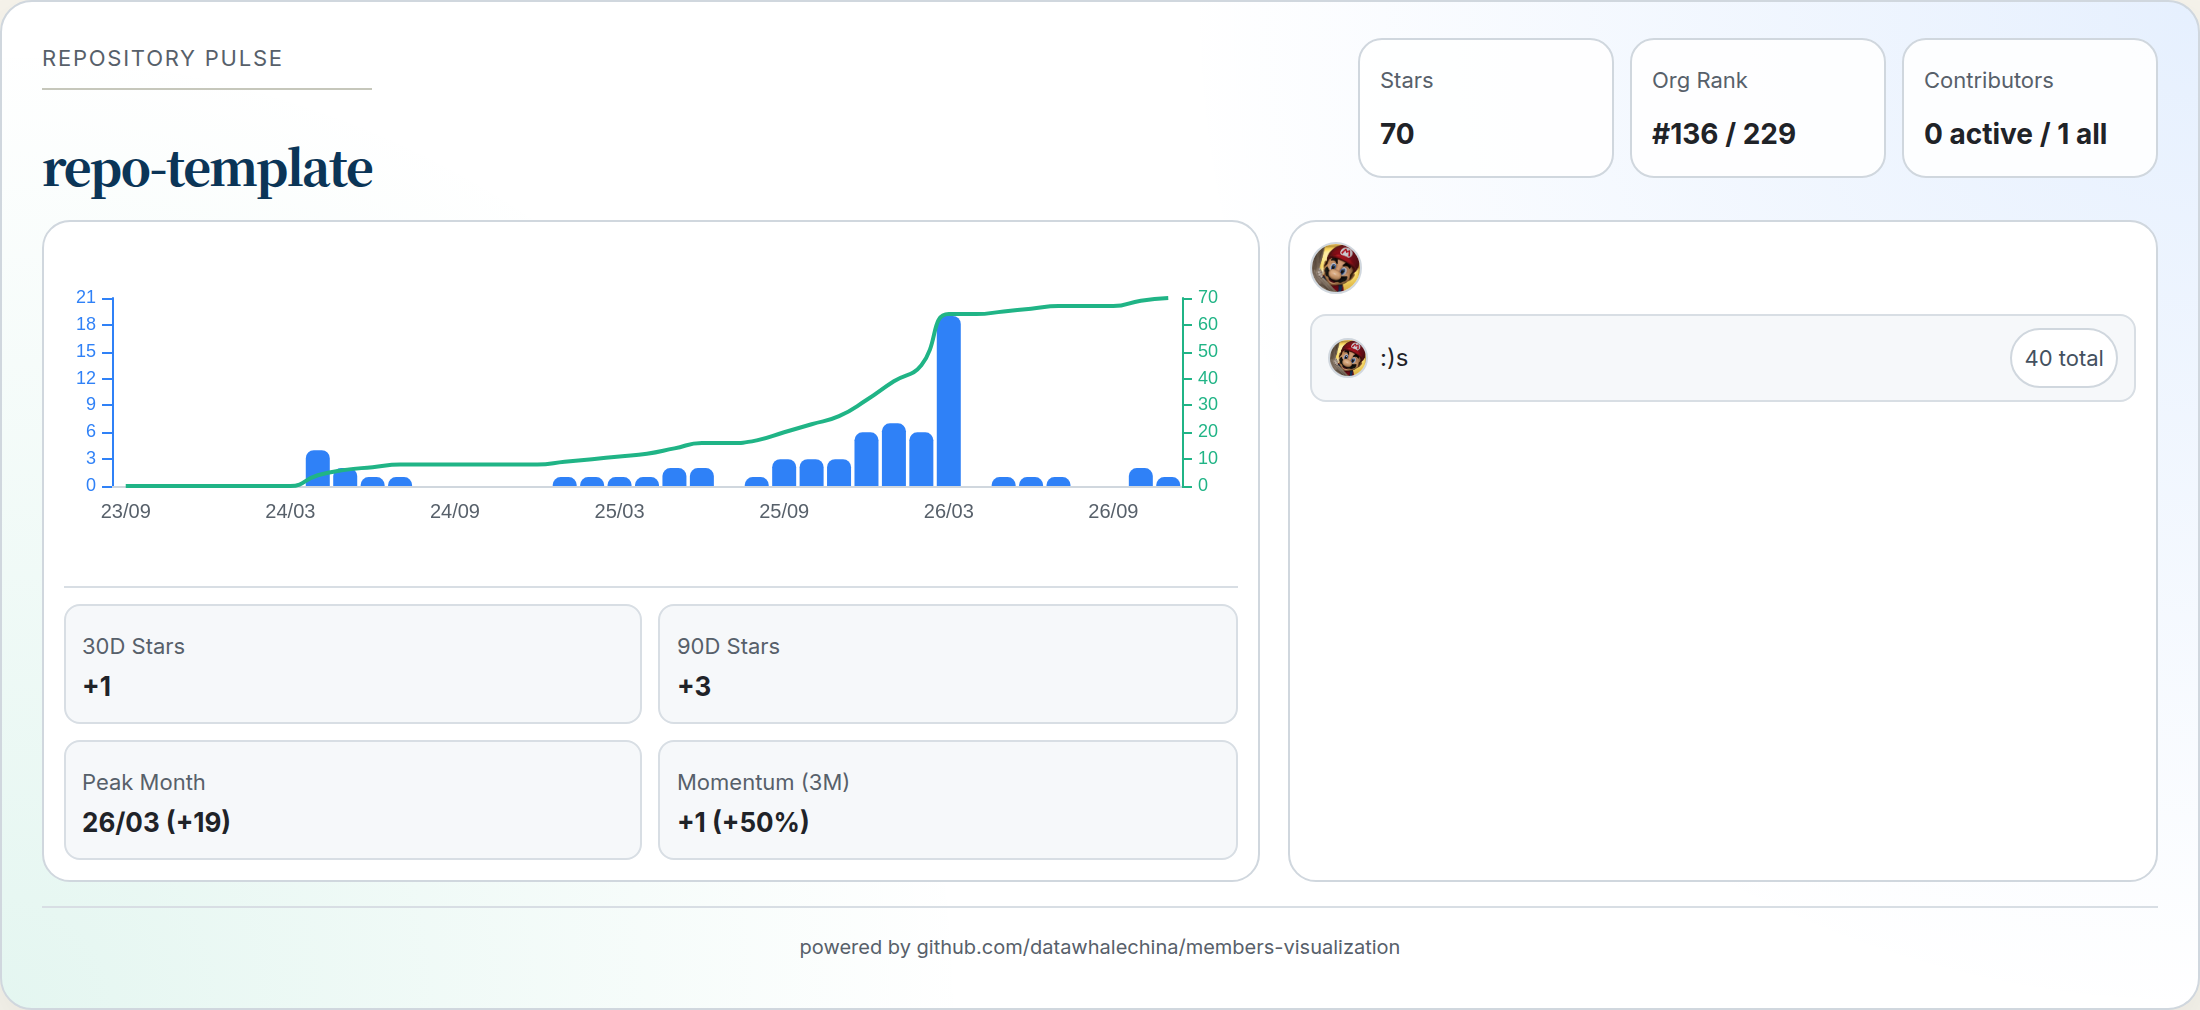 REPOSITORY PULSE
repo-template
Stars
70
Org Rank
#136 / 229
Contributors
0 active / 1 all
21
18
15
12
9
6
3
0
70
60
50
40
30
20
10
0
23/09
24/03
24/09
25/03
25/09
26/03
26/09
30D Stars
+1
90D Stars
+3
Peak Month
26/03 (+19)
Momentum (3M)
+1 (+50%)
:)s
40 total
powered by github.com/datawhalechina/members-visualization